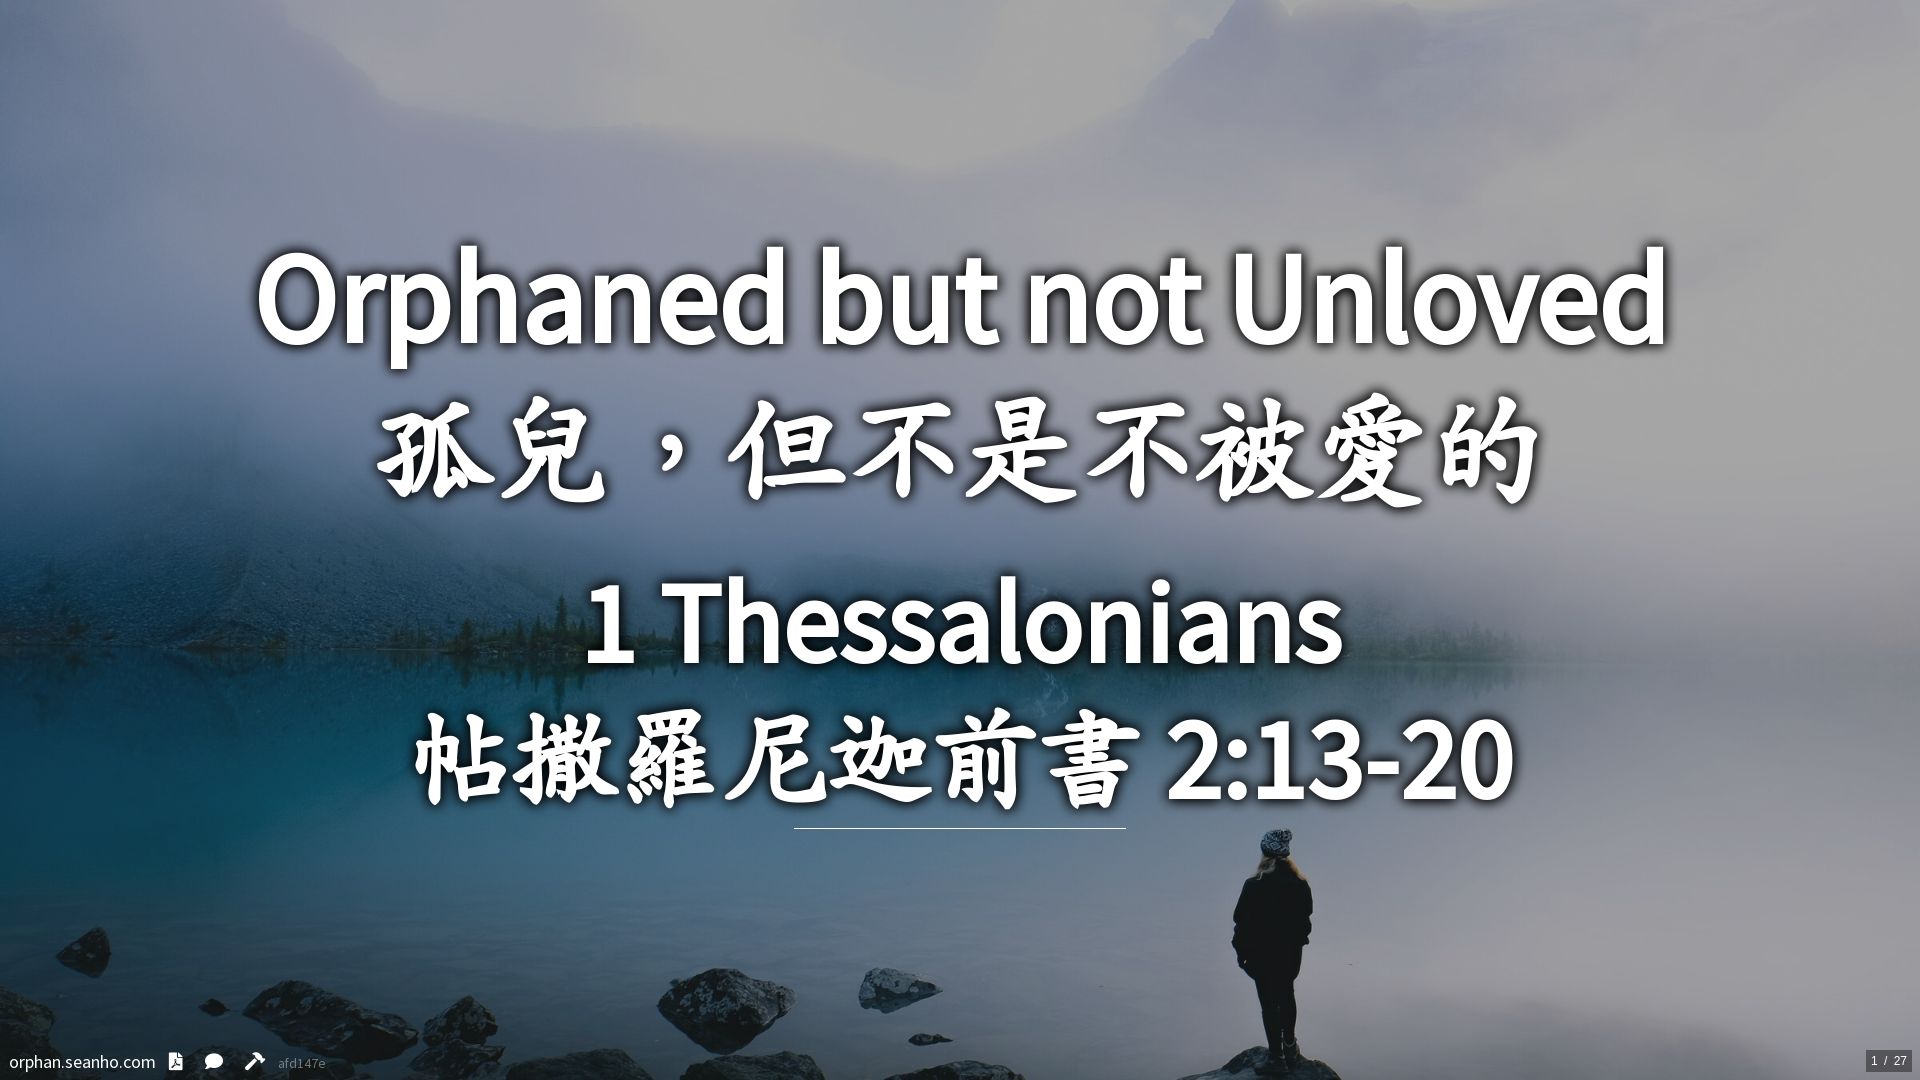 Orphaned but not Unloved
孤兒，但不是不被愛的
1 Thessalonians
帖撒羅尼迦前書 2:13-20
orphan.seanho.com afd147e
1 / 27